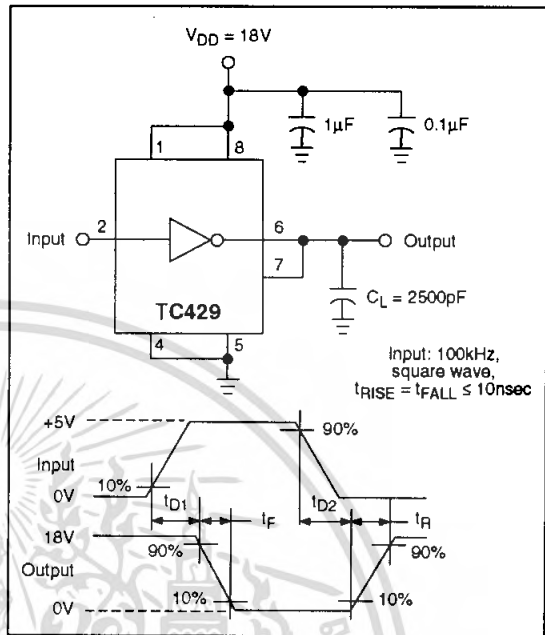 V_DD = 18V
1μF
0.1μF
1
8
Input
2
6
Output
7
TC429
C_L = 2500pF
4
5
Input: 100kHz,
square wave,
t_RISE = t_FALL ≤ 10nsec
+5V
90%
Input
10%
0V
t_D1
t_F
t_D2
t_R
18V
90%
90%
Output
10%
10%
0V